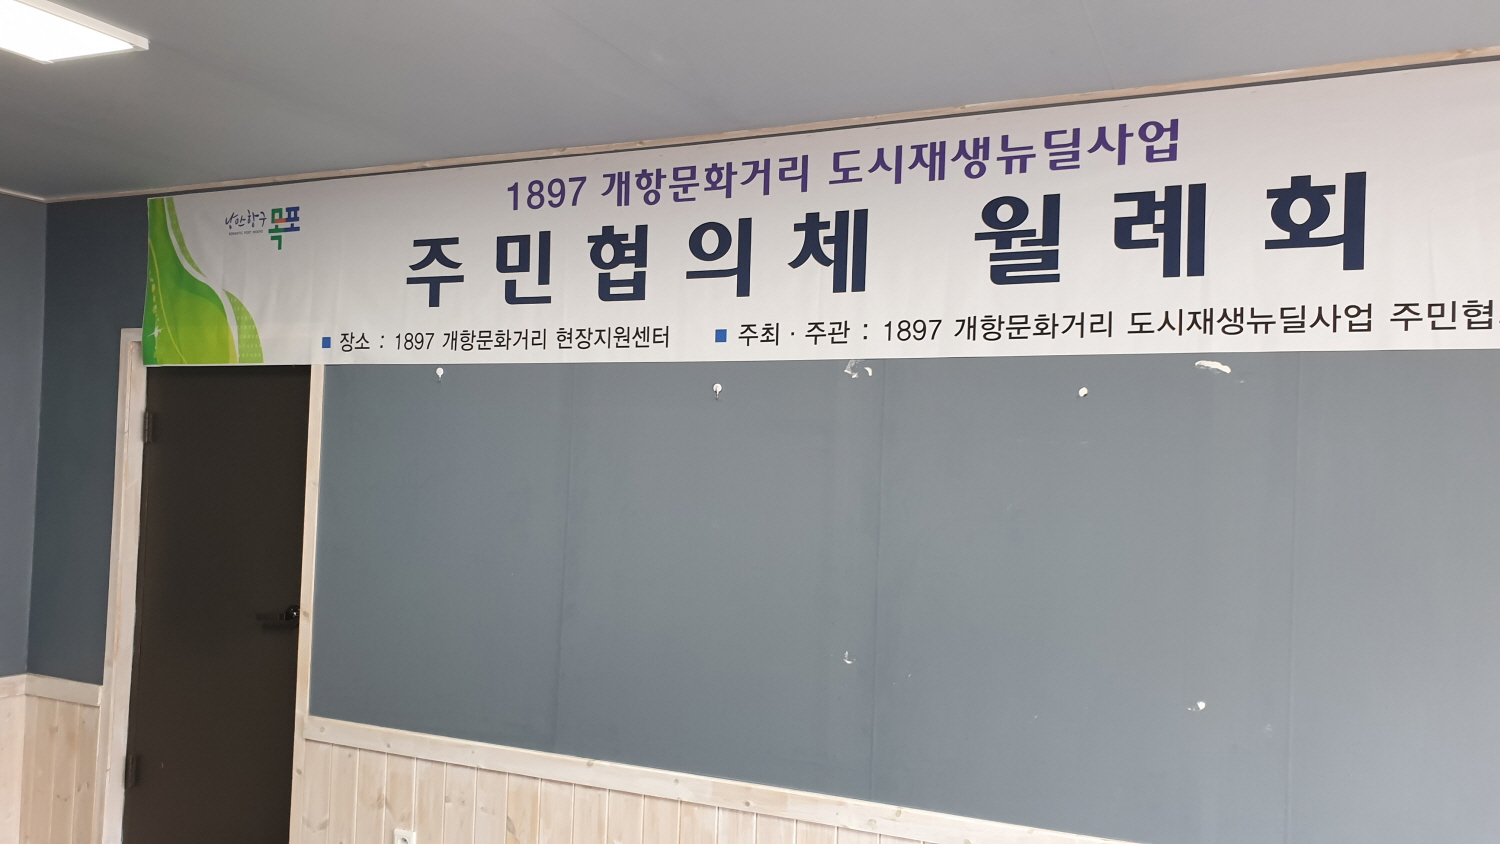 1897 개항문화거리 도시재생뉴딜사업
낭만항구 목포
주민협의체 월례회
■ 장소 : 1897 개항문화거리 현장지원센터 ■ 주최 · 주관 : 1897 개항문화거리 도시재생뉴딜사업 주민협